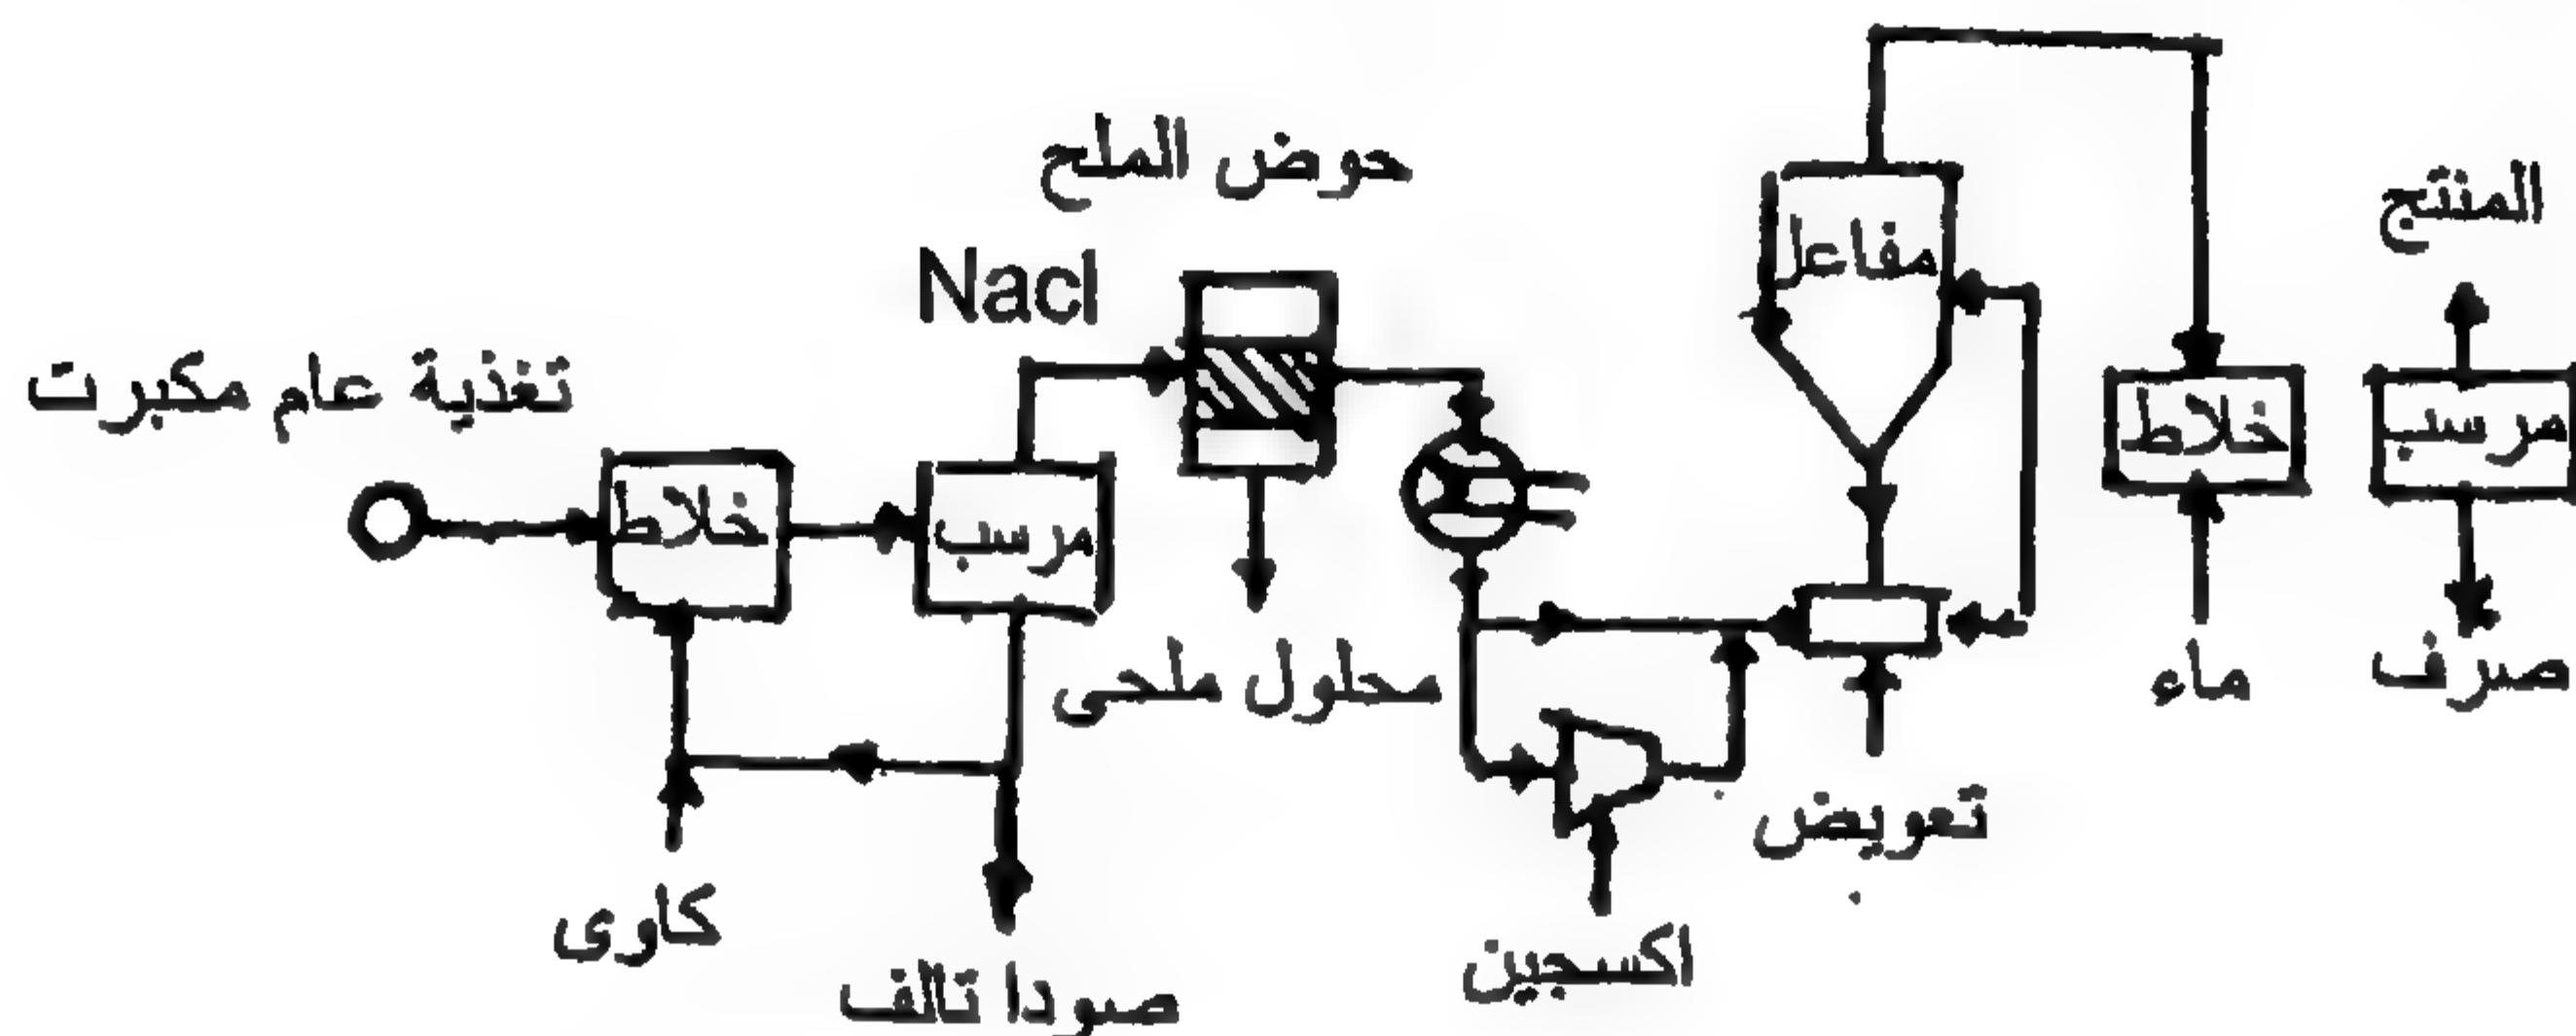 تغذية عام مكبرت
خلاط
مرسب
كاوى
صودا تالف
حوض الملح
Nacl
محلول ملحى
اكسجين
مفاعل
تعويض
خلاط
ماء
المنتج
مرسب
صرف